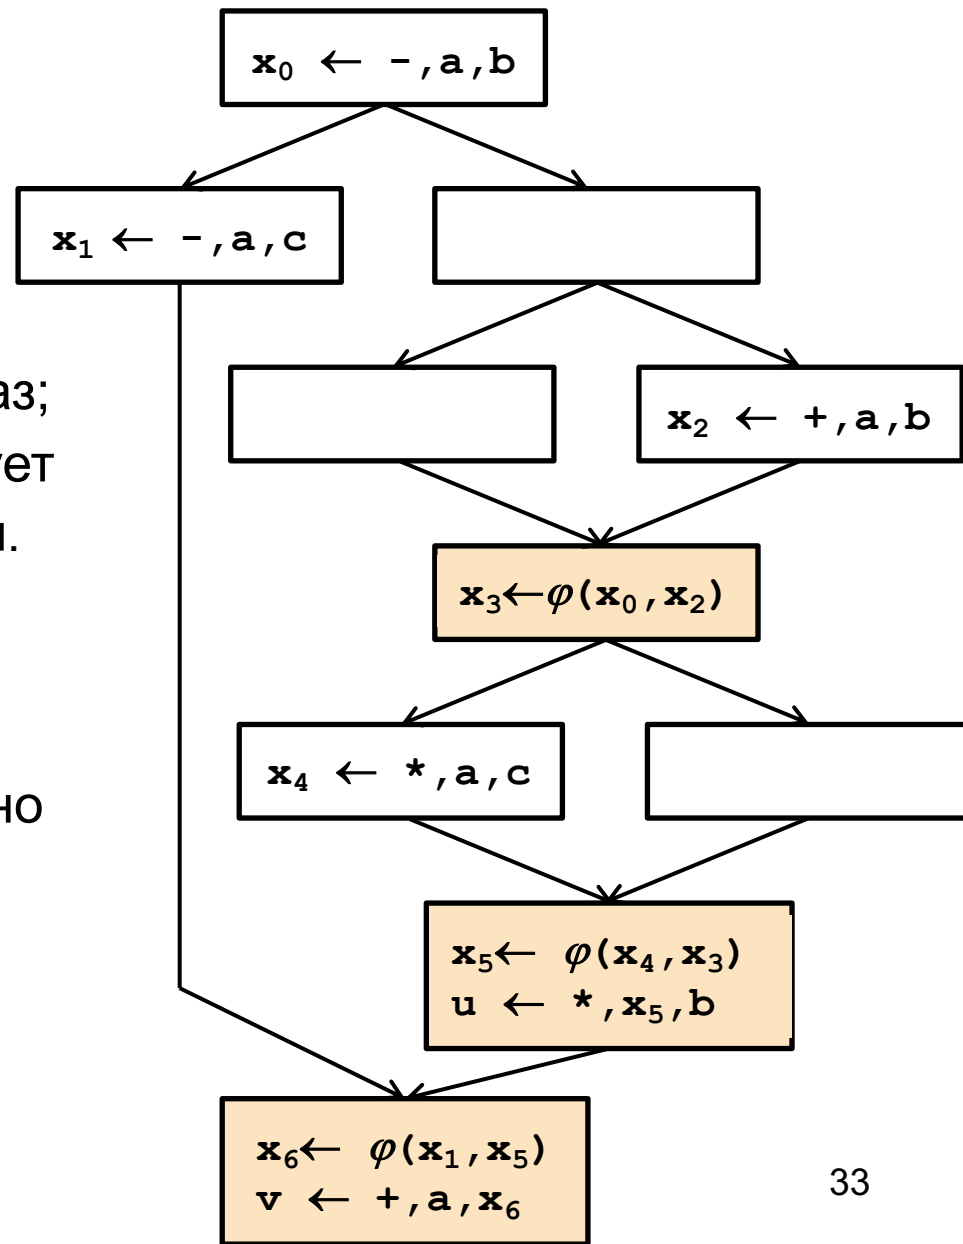 x₀ ← -,a,b
x₁ ← -,a,c
x₂ ← +,a,b
x₃←φ(x₀,x₂)
x₄ ← *,a,c
x₅← φ(x₄,x₃)
u ← *,x₅,b
x₆← φ(x₁,x₅)
v ← +,a,x₆
33